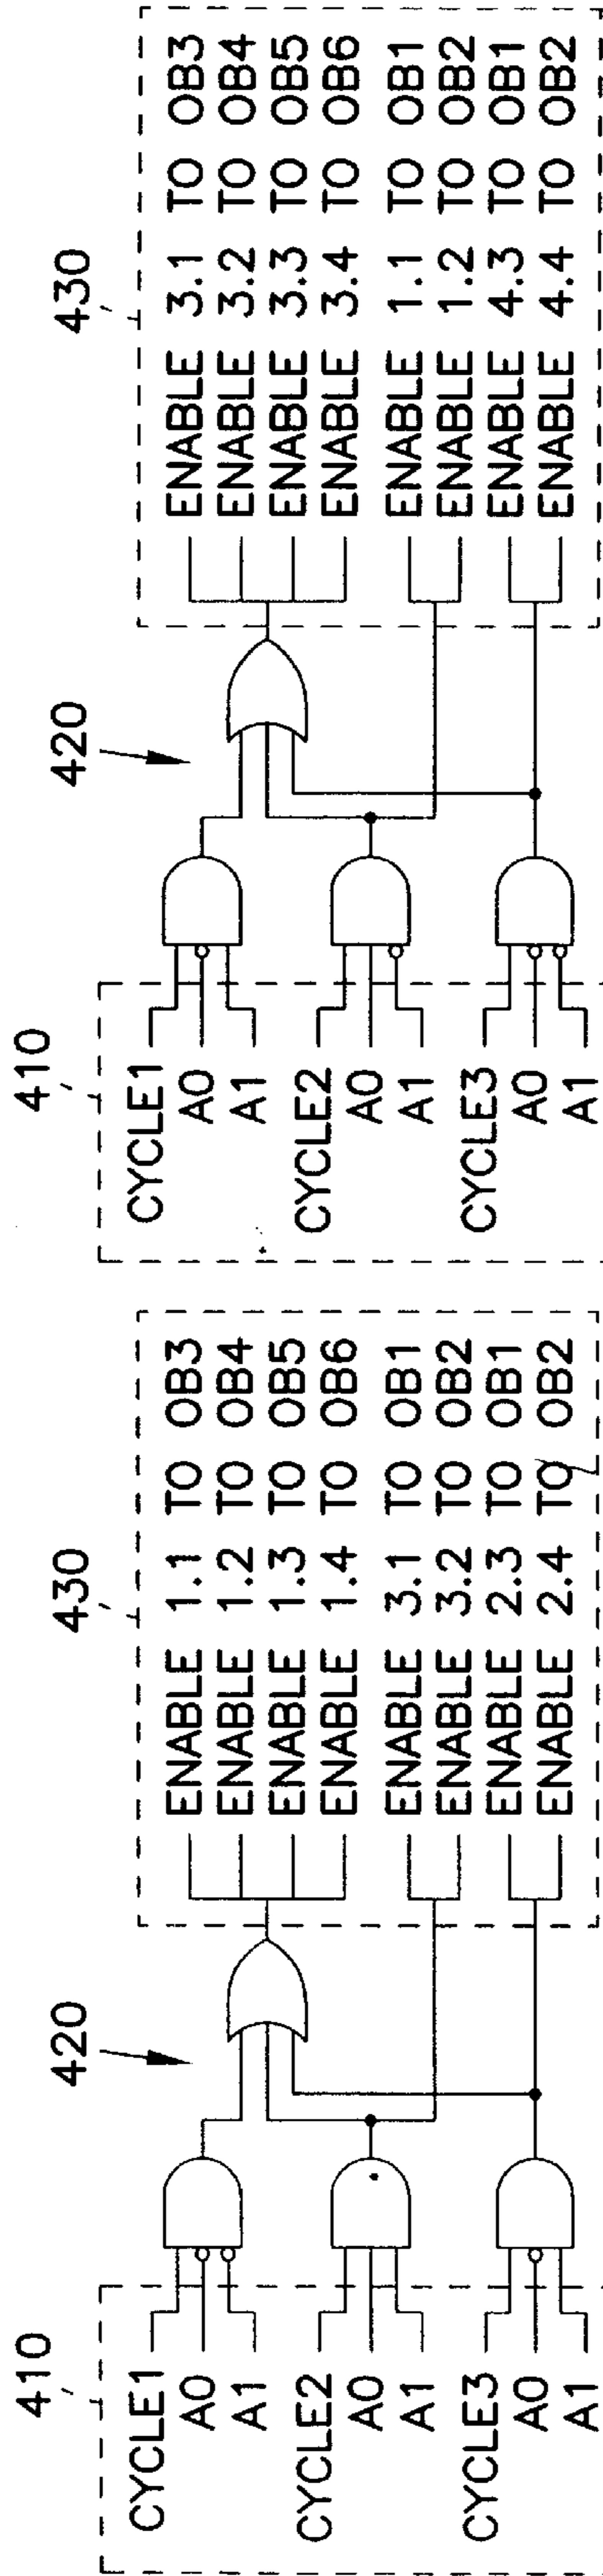 410
CYCLE1
A0
A1
CYCLE2
A0
A1
CYCLE3
A0
A1
420
430
ENABLE 1.1 TO OB3
ENABLE 1.2 TO OB4
ENABLE 1.3 TO OB5
ENABLE 1.4 TO OB6
ENABLE 3.1 TO OB1
ENABLE 3.2 TO OB2
ENABLE 2.3 TO OB1
ENABLE 2.4 TO OB2
410
CYCLE1
A0
A1
CYCLE2
A0
A1
CYCLE3
A0
A1
420
430
ENABLE 3.1 TO OB3
ENABLE 3.2 TO OB4
ENABLE 3.3 TO OB5
ENABLE 3.4 TO OB6
ENABLE 1.1 TO OB1
ENABLE 1.2 TO OB2
ENABLE 4.3 TO OB1
ENABLE 4.4 TO OB2